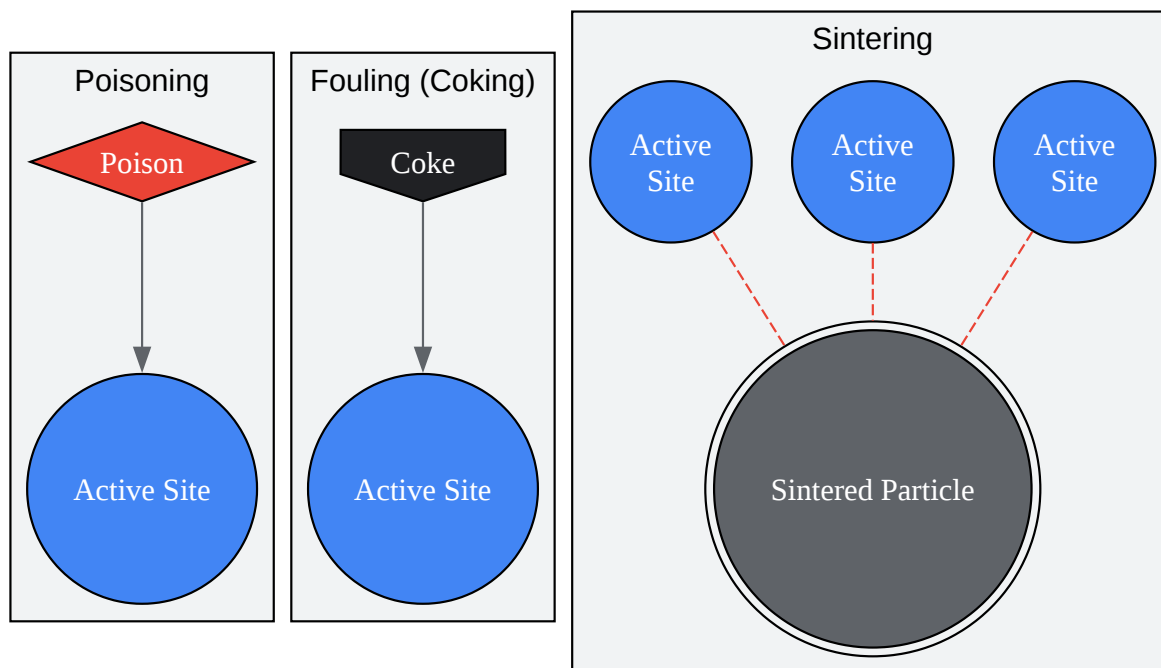 Poisoning
Poison
Active Site
Fouling (Coking)
Coke
Active Site
Sintering
Active
Site
Active
Site
Active
Site
Sintered Particle